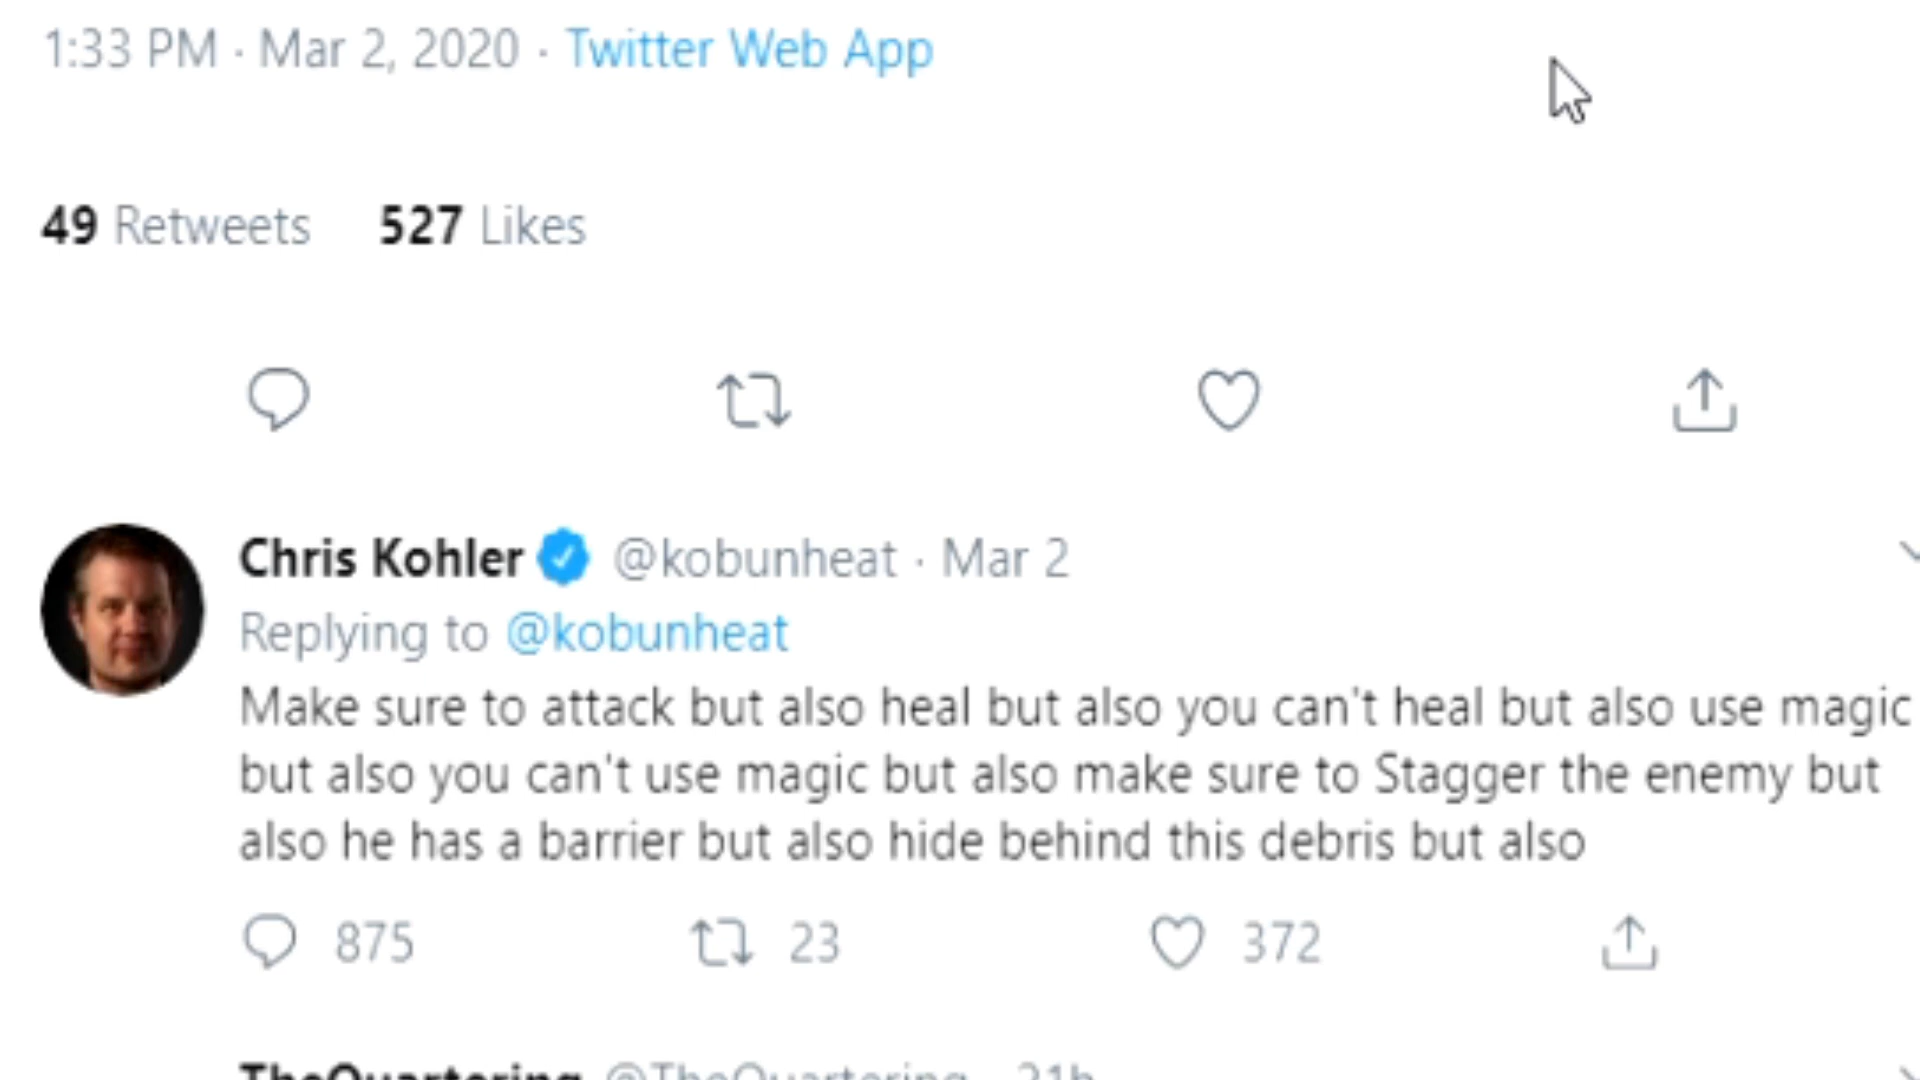 1:33 PM · Mar 2, 2020 · Twitter Web App
49 Retweets 527 Likes
Chris Kohler @kobunheat · Mar 2
Replying to @kobunheat
Make sure to attack but also heal but also you can't heal but also use magic
but also you can't use magic but also make sure to Stagger the enemy but
also he has a barrier but also hide behind this debris but also
875 23 372
TheQuartering @TheQuartering · 21h